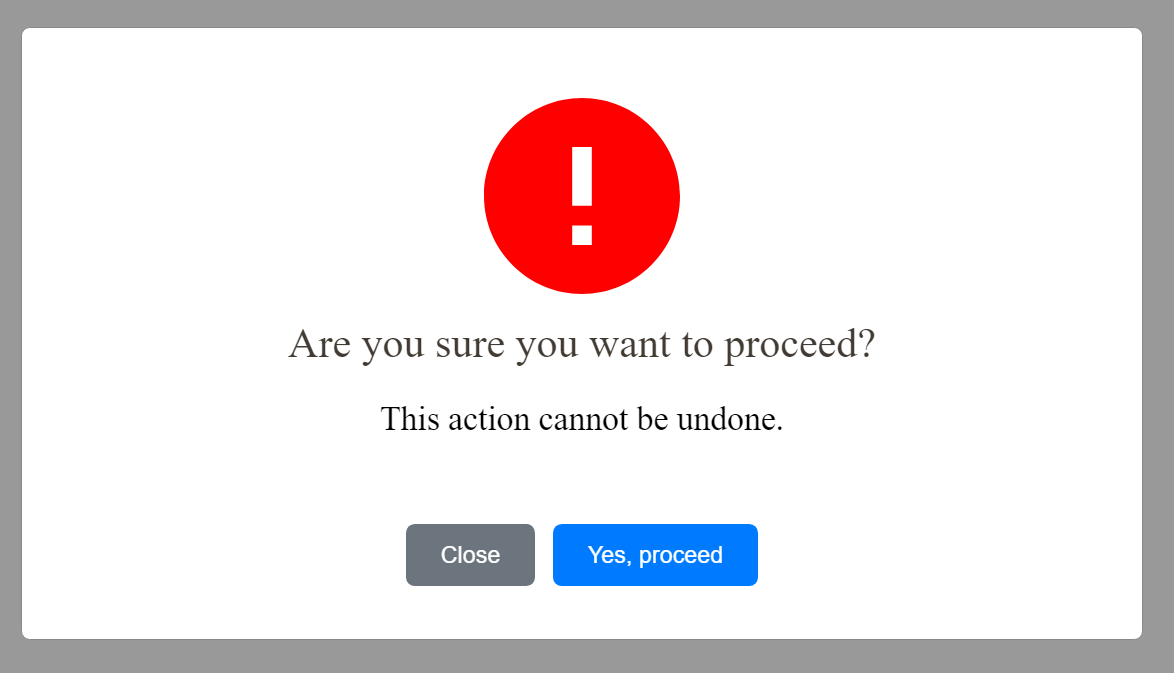 Are you sure you want to proceed?
This action cannot be undone.
Close
Yes, proceed